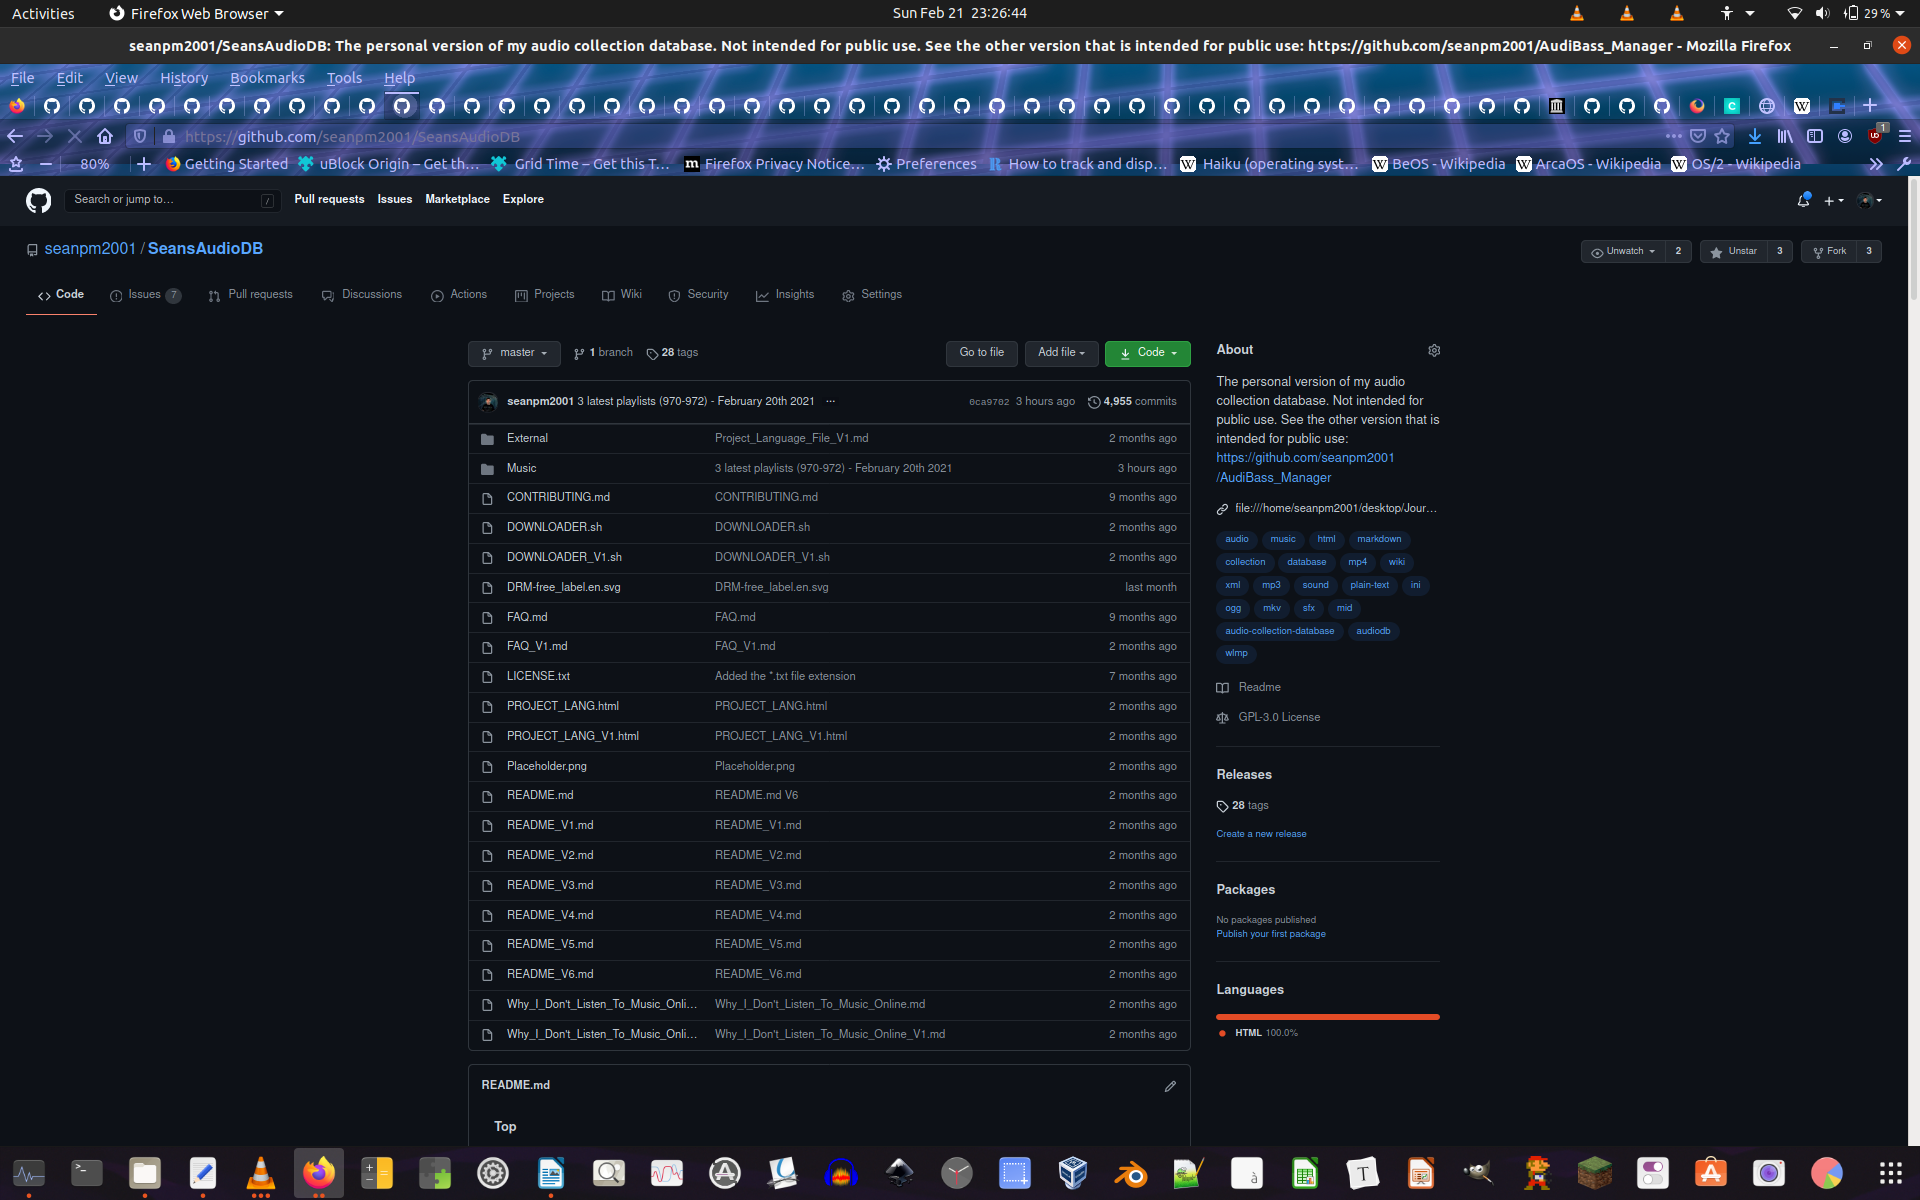 Activities Firefox Web Browser Sun Feb 21 23:26:44 29 %
seanpm2001/SeansAudioDB: The personal version of my audio collection database. Not intended for public use. See the other version that is intended for public use: https://github.com/seanpm2001/AudiBass_Manager - Mozilla Firefox
File Edit View History Bookmarks Tools Help
https://github.com/seanpm2001/SeansAudioDB 1
80% Getting Started uBlock Origin – Get th… Grid Time – Get this T… Firefox Privacy Notice… Preferences How to track and disp… Haiku (operating syst… BeOS - Wikipedia ArcaOS - Wikipedia OS/2 - Wikipedia
Search or jump to… / Pull requests Issues Marketplace Explore
seanpm2001 / SeansAudioDB Unwatch 2 Unstar 3 Fork 3
Code Issues 7 Pull requests Discussions Actions Projects Wiki Security Insights Settings
master 1 branch 28 tags Go to file Add file Code
seanpm2001 3 latest playlists (970-972) - February 20th 2021 ... 0ca9702 3 hours ago 4,955 commits
External Project_Language_File_V1.md 2 months ago
Music 3 latest playlists (970-972) - February 20th 2021 3 hours ago
CONTRIBUTING.md CONTRIBUTING.md 9 months ago
DOWNLOADER.sh DOWNLOADER.sh 2 months ago
DOWNLOADER_V1.sh DOWNLOADER_V1.sh 2 months ago
DRM-free_label.en.svg DRM-free_label.en.svg last month
FAQ.md FAQ.md 9 months ago
FAQ_V1.md FAQ_V1.md 2 months ago
LICENSE.txt Added the *.txt file extension 7 months ago
PROJECT_LANG.html PROJECT_LANG.html 2 months ago
PROJECT_LANG_V1.html PROJECT_LANG_V1.html 2 months ago
Placeholder.png Placeholder.png 2 months ago
README.md README.md V6 2 months ago
README_V1.md README_V1.md 2 months ago
README_V2.md README_V2.md 2 months ago
README_V3.md README_V3.md 2 months ago
README_V4.md README_V4.md 2 months ago
README_V5.md README_V5.md 2 months ago
README_V6.md README_V6.md 2 months ago
Why_I_Don't_Listen_To_Music_Onli… Why_I_Don't_Listen_To_Music_Online.md 2 months ago
Why_I_Don't_Listen_To_Music_Onli… Why_I_Don't_Listen_To_Music_Online_V1.md 2 months ago
README.md
Top
About
The personal version of my audio
collection database. Not intended for
public use. See the other version that is
intended for public use:
https://github.com/seanpm2001
/AudiBass_Manager
file:///home/seanpm2001/desktop/Jour…
audio music html markdown
collection database mp4 wiki
xml mp3 sound plain-text ini
ogg mkv sfx mid
audio-collection-database audiodb
wlmp
Readme
GPL-3.0 License
Releases
28 tags
Create a new release
Packages
No packages published
Publish your first package
Languages
HTML 100.0%